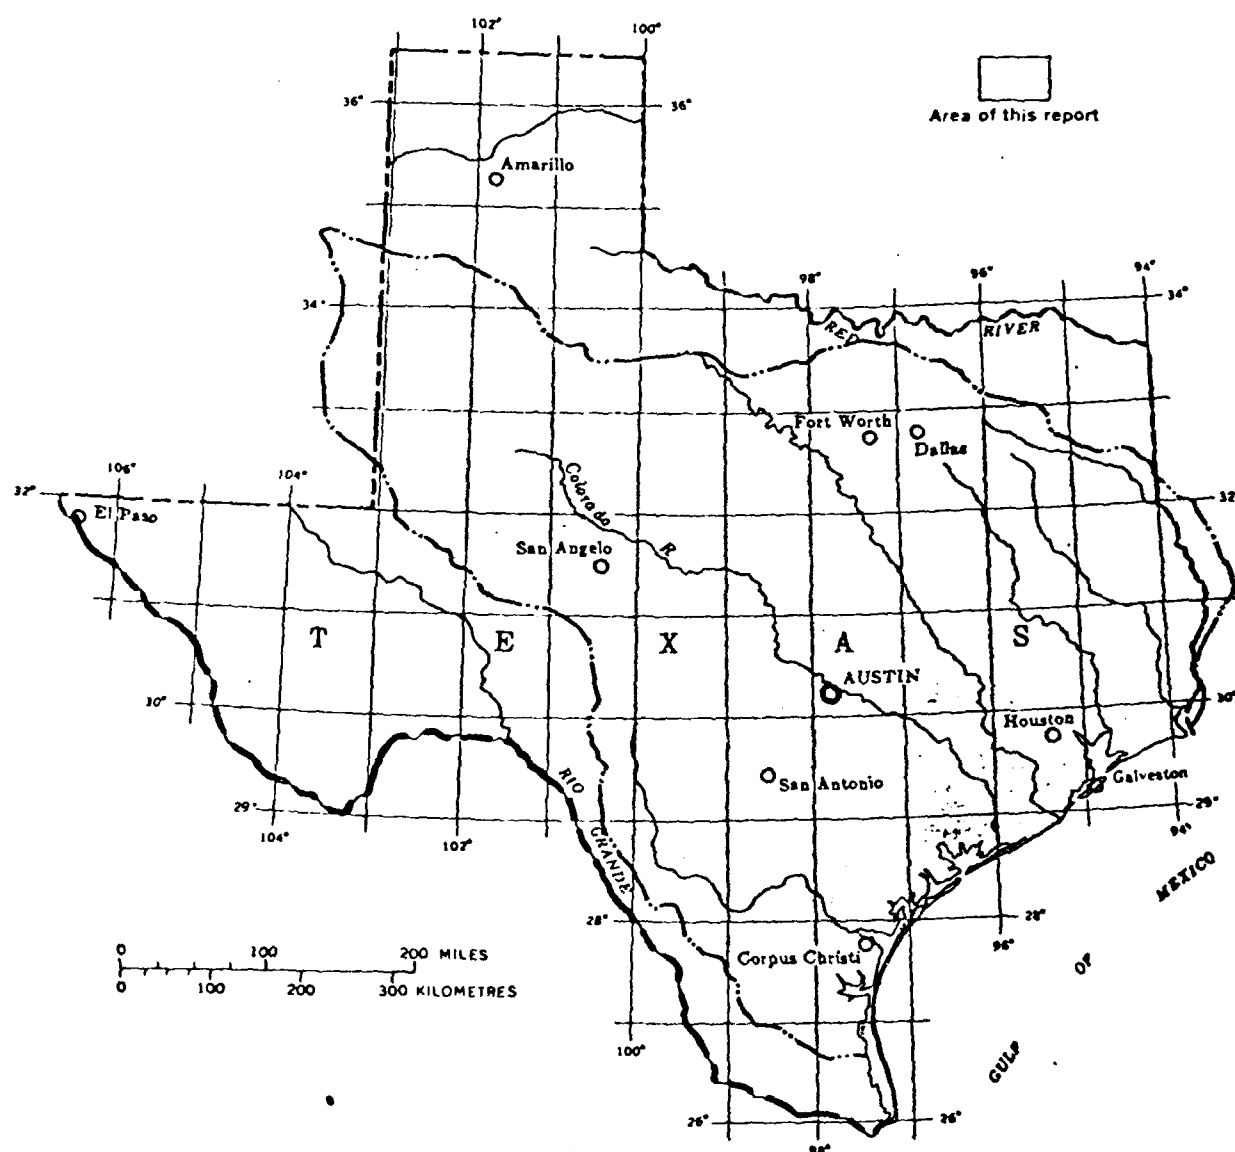 102°
100°
36°
36°
Area of this report
Amarillo
98°
96°
94°
34°
34°
RED
RIVER
Fort Worth
Dallas
106°
104°
32°
32°
El Paso
Colorado
R
San Angelo
T E X A S
AUSTIN
30°
30°
Houston
RIO
San Antonio
Galveston
29°
29°
104°
102°
94°
GRANDE
MEXICO
28°
28°
96°
0 100 200 MILES
Corpus Christi
OF
0 100 200 300 KILOMETRES
100°
GULF
26°
26°
98°